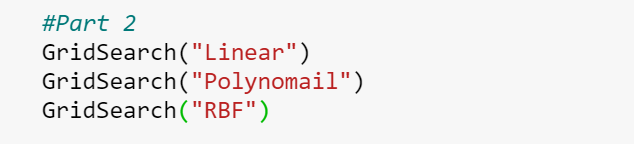 #Part 2
GridSearch("Linear")
GridSearch("Polynomail")
GridSearch("RBF")